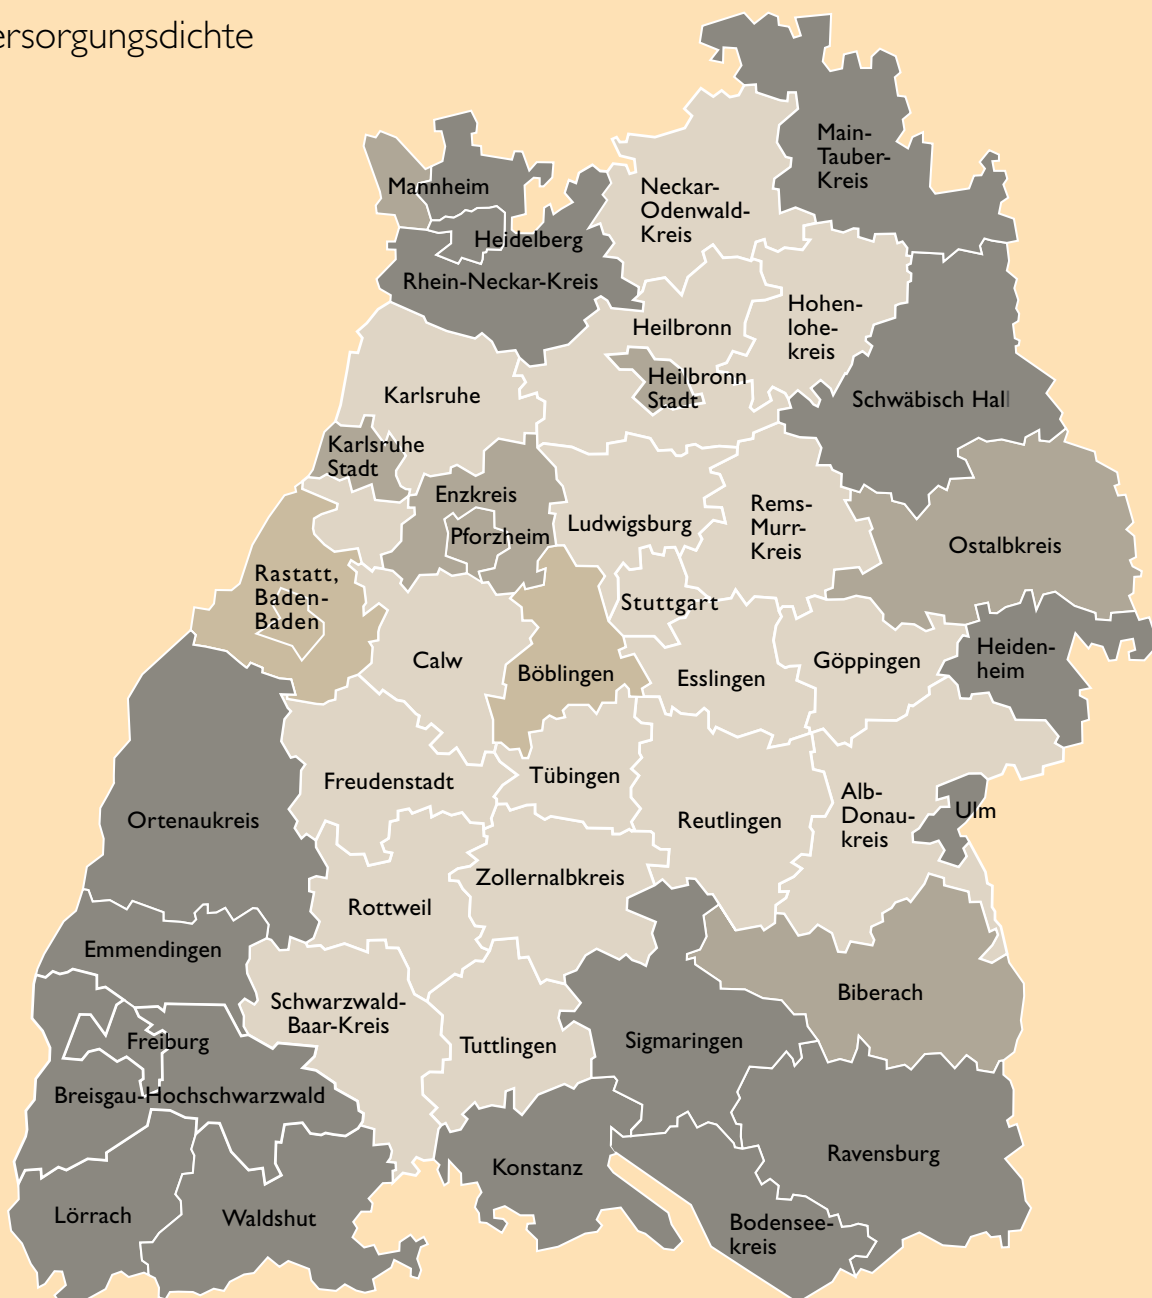 ersorgungsdichte
Main-
Tauber-
Kreis
Mannheim
Neckar-
Odenwald-
Kreis
Heidelberg
Rhein-Neckar-Kreis
Hohen-
lohe-
kreis
Heilbronn
Heilbronn
Stadt
Karlsruhe
Schwäbisch Hall
Karlsruhe
Stadt
Enzkreis
Pforzheim
Ludwigsburg
Rems-
Murr-
Kreis
Ostalbkreis
Rastatt,
Baden-
Baden
Stuttgart
Calw
Böblingen
Esslingen
Göppingen
Heiden-
heim
Freudenstadt
Tübingen
Ortenaukreis
Reutlingen
Alb-
Donau-
kreis
Ulm
Zollernalbkreis
Rottweil
Emmendingen
Schwarzwald-
Baar-Kreis
Biberach
Freiburg
Tuttlingen
Sigmaringen
Breisgau-Hochschwarzwald
Konstanz
Ravensburg
Lörrach
Waldshut
Bodensee-
kreis